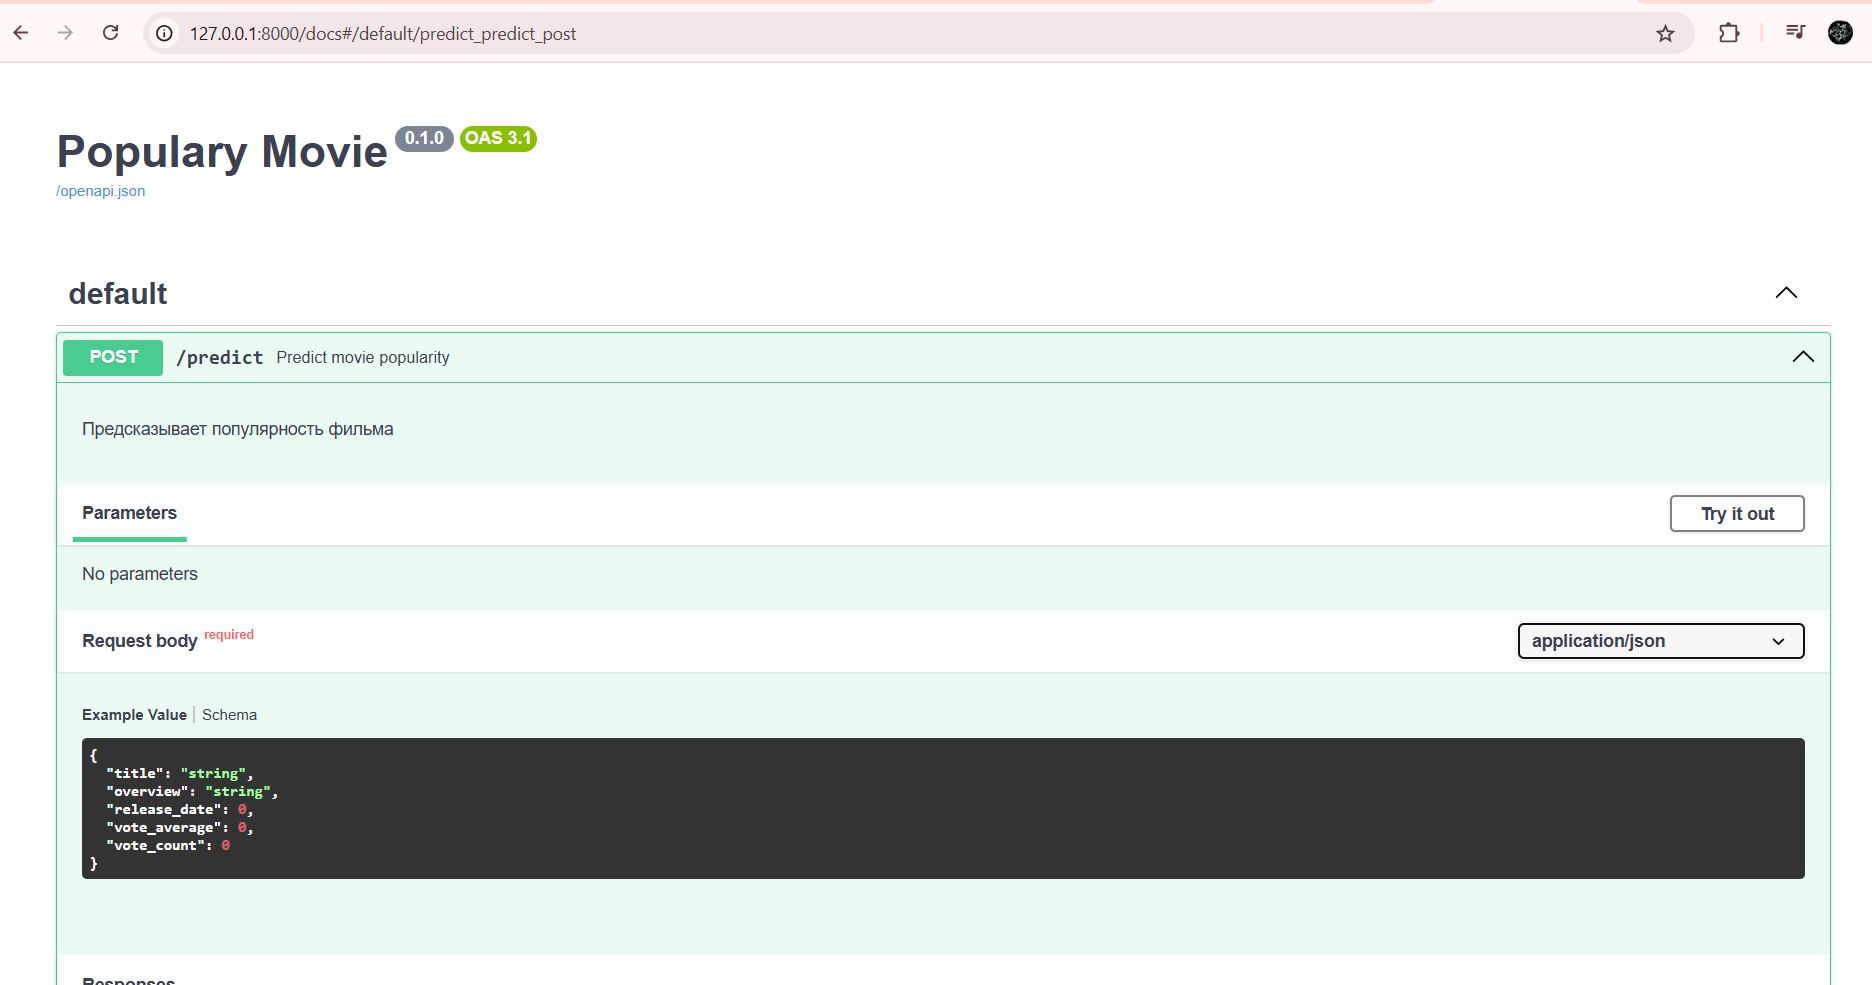 127.0.0.1:8000/docs#/default/predict_predict_post
Populary Movie 0.1.0 OAS 3.1
/openapi.json
default
POST /predict Predict movie popularity
Предсказывает популярность фильма
Parameters Try it out
No parameters
Request body required application/json
Example Value | Schema
{
"title": "string",
"overview": "string",
"release_date": 0,
"vote_average": 0,
"vote_count": 0
}
Responses